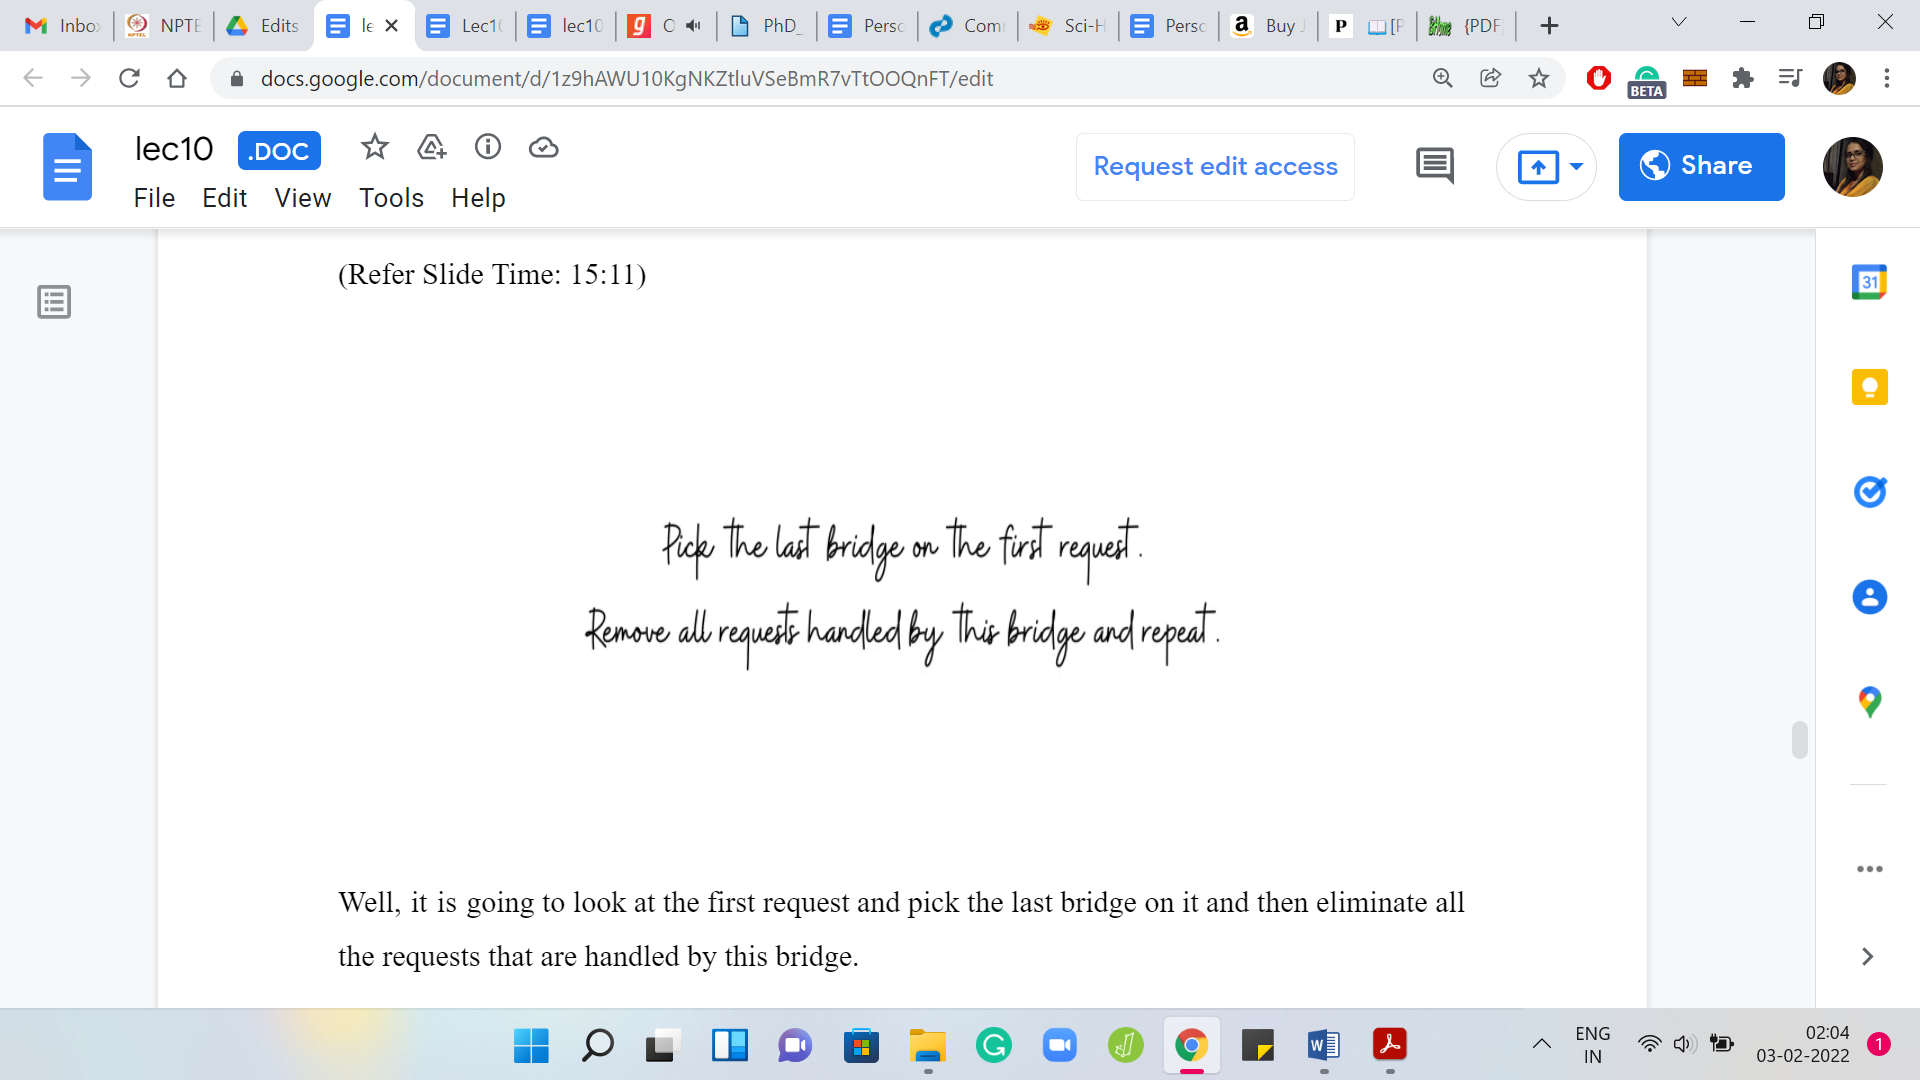 Inbo
NPTE
Edits
le
Lec10
lec10
O
PhD_
Perso
Com
Sci-H
Perso
Buy J
[P
{PDF
docs.google.com/document/d/1z9hAWU10KgNKZtluVSeBmR7vTtOOQnFT/edit
BETA
lec10 .DOC
Request edit access
Share
File Edit View Tools Help
(Refer Slide Time: 15:11)
31
Pick the last bridge on the first request.
Remove all requests handled by this bridge and repeat.
Well, it is going to look at the first request and pick the last bridge on it and then eliminate all
the requests that are handled by this bridge.
ENG
IN
02:04
03-02-2022
1